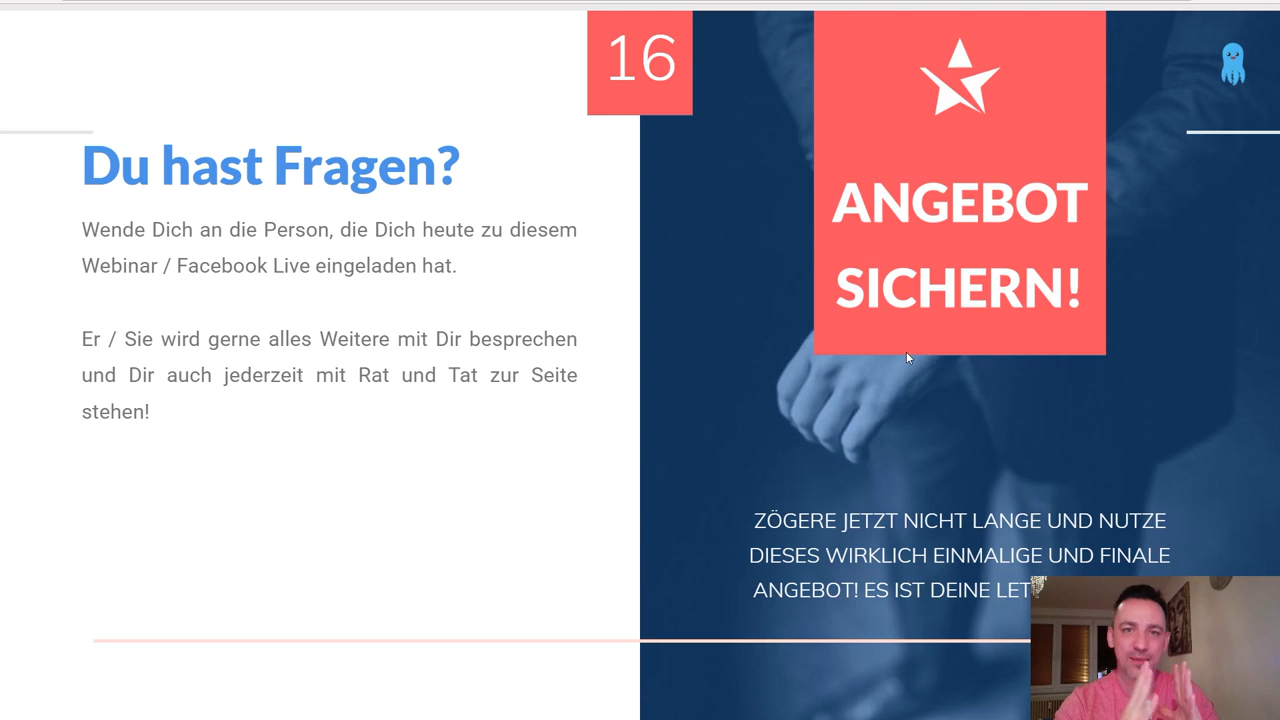 16
Du hast Fragen?
Wende Dich an die Person, die Dich heute zu diesem
Webinar / Facebook Live eingeladen hat.
Er / Sie wird gerne alles Weitere mit Dir besprechen
und Dir auch jederzeit mit Rat und Tat zur Seite
stehen!
ANGEBOT
SICHERN!
ZÖGERE JETZT NICHT LANGE UND NUTZE
DIESES WIRKLICH EINMALIGE UND FINALE
ANGEBOT! ES IST DEINE